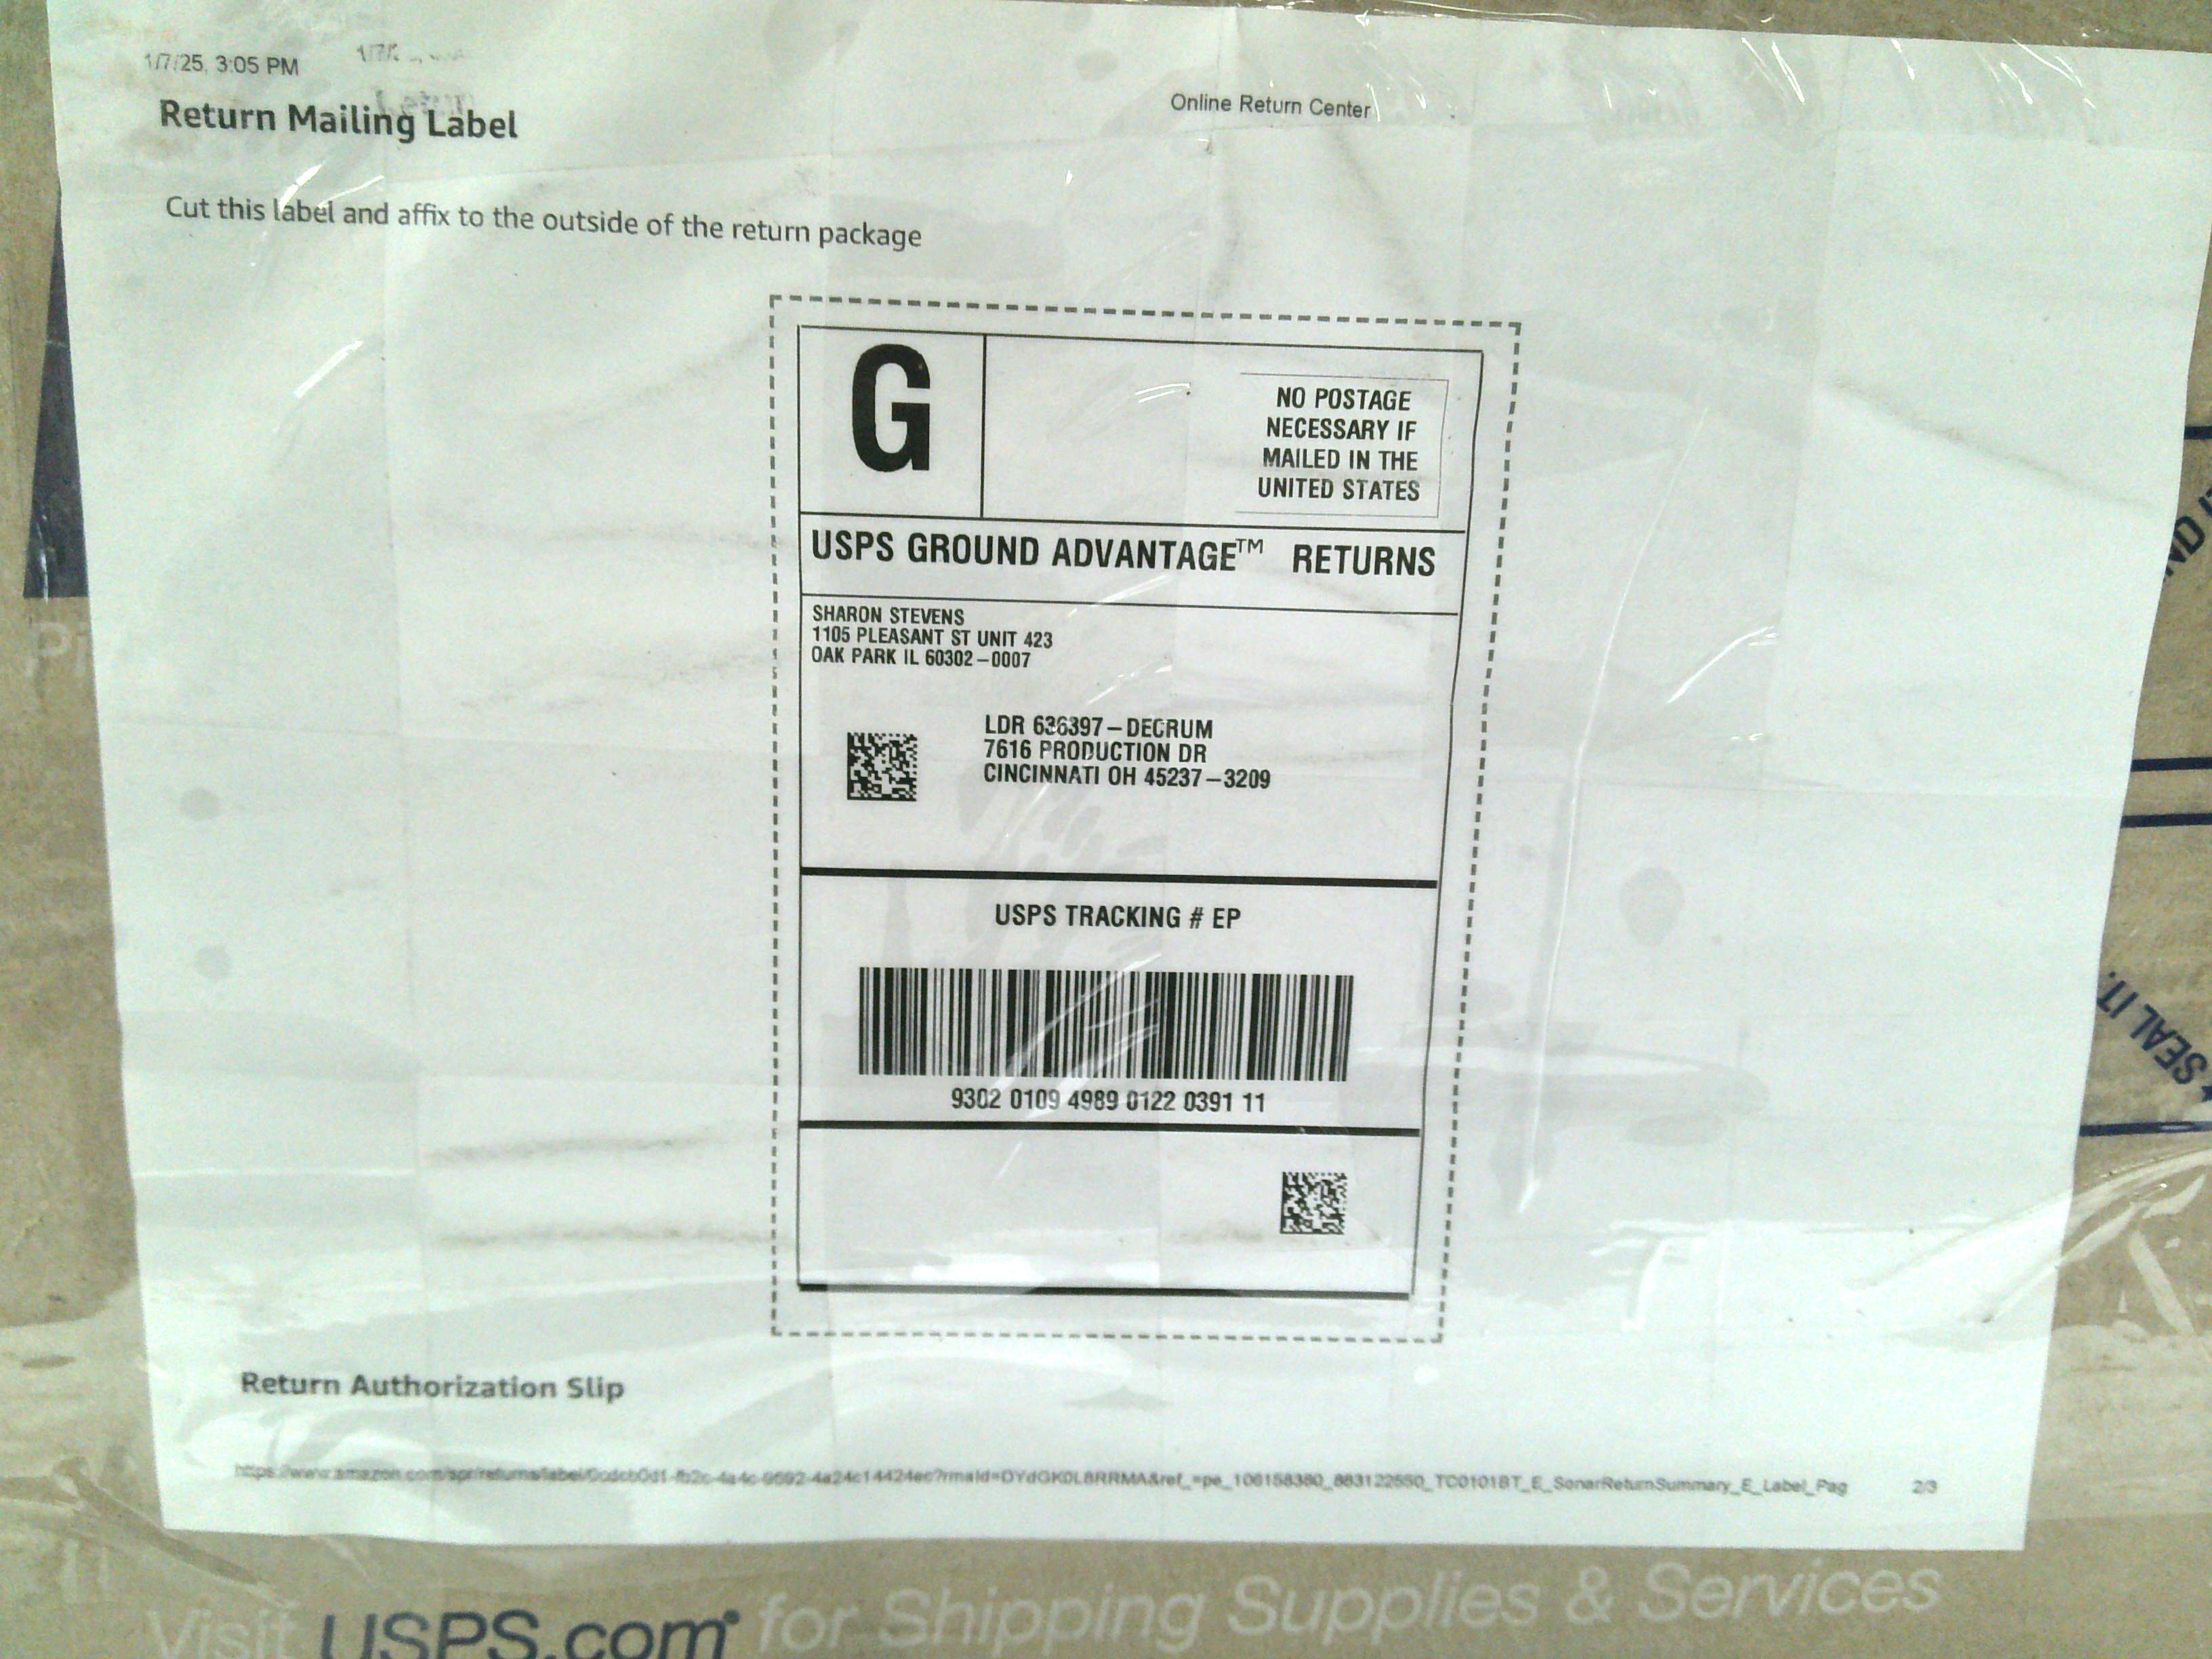 1/7/25, 3:05 PM
Online Return Center
Return Mailing Label
Cut this label and affix to the outside of the return package
G
NO POSTAGE
NECESSARY IF
MAILED IN THE
UNITED STATES
USPS GROUND ADVANTAGE™ RETURNS
SHARON STEVENS
1105 PLEASANT ST UNIT 423
OAK PARK IL 60302-0007
LDR 636397-DECRUM
7616 PRODUCTION DR
CINCINNATI OH 45237-3209
USPS TRACKING # EP
9302 0109 4989 0122 0391 11
Return Authorization Slip
2/3
SEAL IT.
Visit USPS.com® for Shipping Supplies & Services